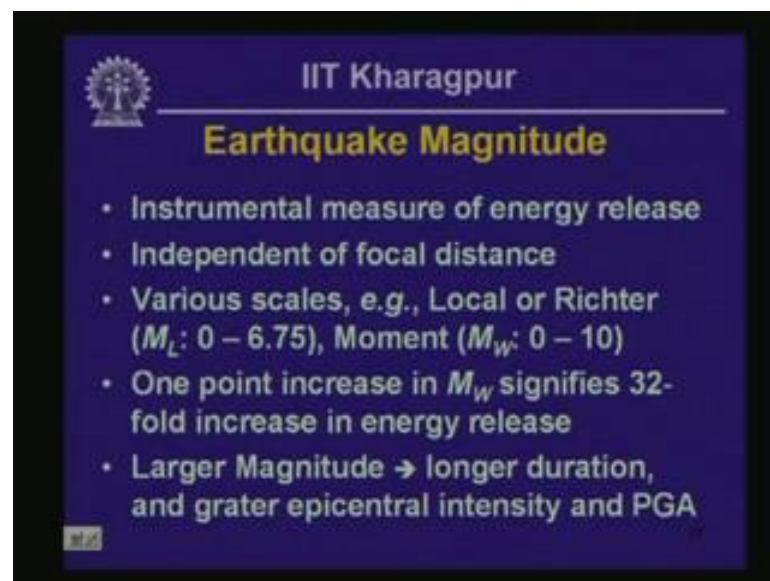 IIT Kharagpur
Earthquake Magnitude
• Instrumental measure of energy release
• Independent of focal distance
• Various scales, e.g., Local or Richter
(ML: 0 – 6.75), Moment (MW: 0 – 10)
• One point increase in MW signifies 32-
fold increase in energy release
• Larger Magnitude → longer duration,
and grater epicentral intensity and PGA